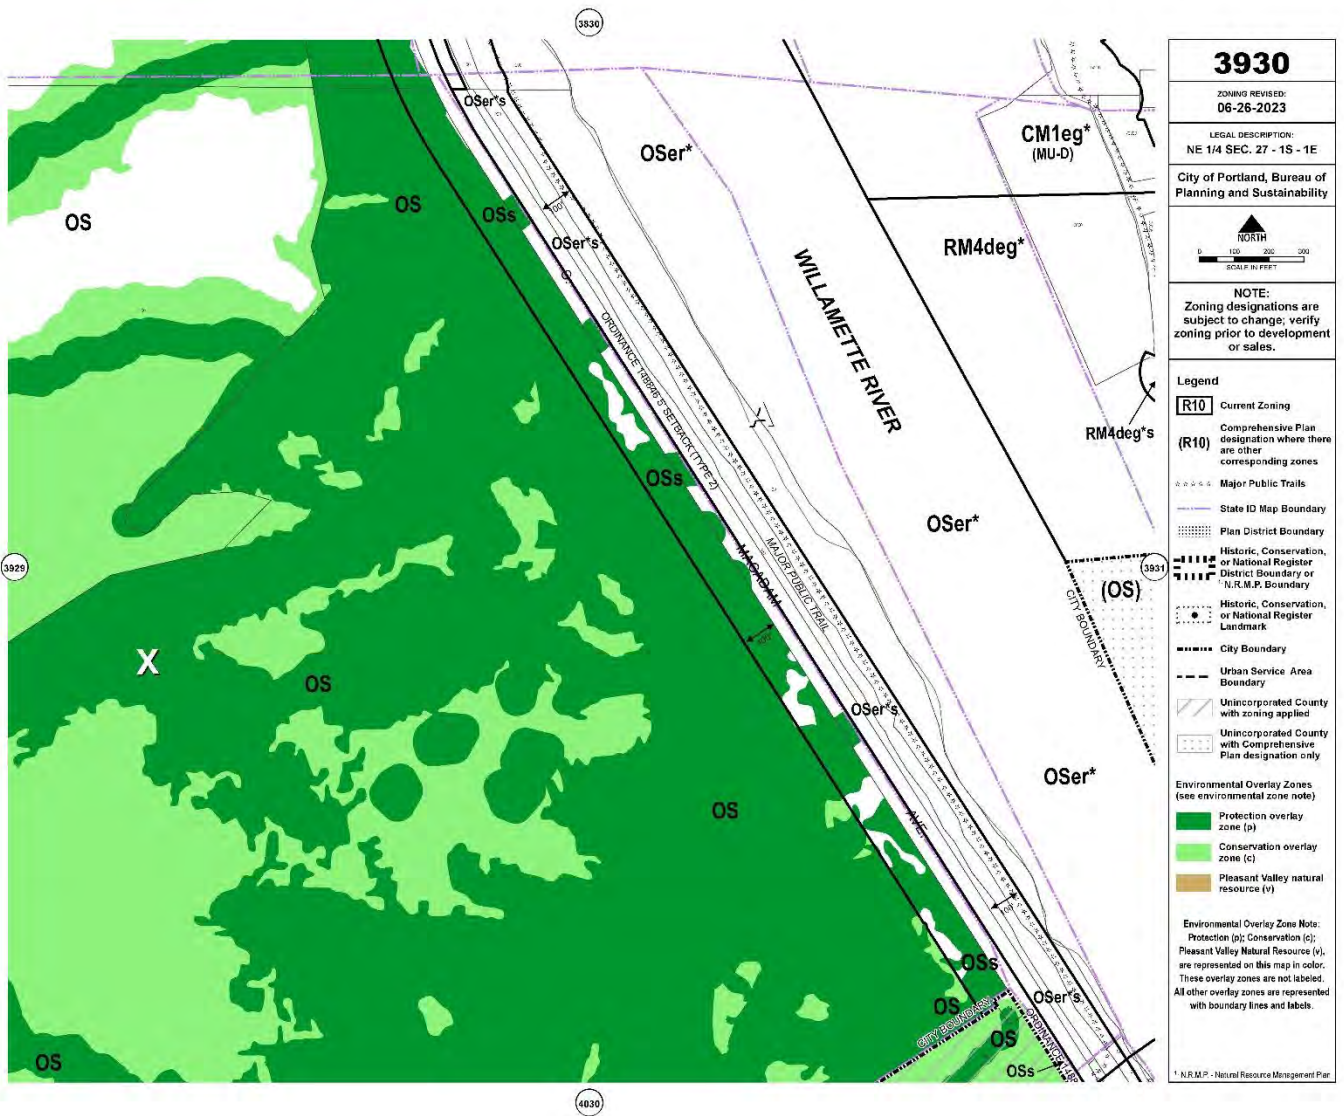 3830
3930
ZONING REVISED:
06-26-2023
LEGAL DESCRIPTION:
NE 1/4 SEC. 27 - 1S - 1E
City of Portland, Bureau of
Planning and Sustainability
NORTH
0 100 200 300
SCALE IN FEET
NOTE:
Zoning designations are
subject to change; verify
zoning prior to development
or sales.
Legend
R10 Current Zoning
(R10) Comprehensive Plan
designation where there
are other
corresponding zones
Major Public Trails
State ID Map Boundary
Plan District Boundary
Historic, Conservation,
or National Register
District Boundary or
¹ N.R.M.P. Boundary
Historic, Conservation,
or National Register
Landmark
City Boundary
Urban Service Area
Boundary
Unincorporated County
with zoning applied
Unincorporated County
with Comprehensive
Plan designation only
Environmental Overlay Zones
(see environmental zone note)
Protection overlay
zone (p)
Conservation overlay
zone (c)
Pleasant Valley natural
resource (v)
Environmental Overlay Zone Note:
Protection (p); Conservation (c);
Pleasant Valley Natural Resource (v),
are represented on this map in color.
These overlay zones are not labeled.
All other overlay zones are represented
with boundary lines and labels.
¹ N.R.M.P. - Natural Resource Management Plan
OSer*s
OSer*
CM1eg*
(MU-D)
OS
OS
OSs
100'
OSer*s
RM4deg*
WILLAMETTE RIVER
ORDINANCE 148846 5' SETBACK (TYPE 2)
RM4deg*s
OSs
OSer*
MACADAM
MAJOR PUBLIC TRAIL
3929
3931
(OS)
CITY BOUNDARY
X
OS
OSer*s
OSer*
OS
AVE.
100'
OSs
OS
OSer*s
CITY BOUNDARY
OS
ORDINANCE 1488
OS
OSs
4030